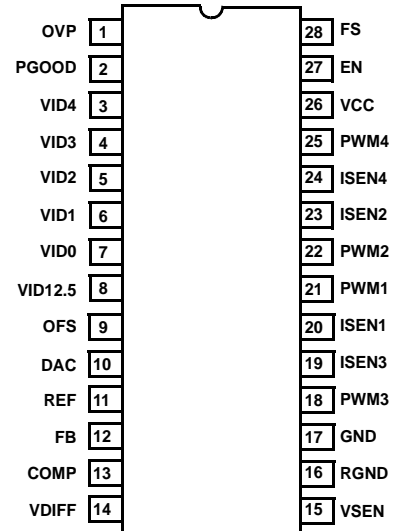 OVP 1
PGOOD 2
VID4 3
VID3 4
VID2 5
VID1 6
VID0 7
VID12.5 8
OFS 9
DAC 10
REF 11
FB 12
COMP 13
VDIFF 14
28 FS
27 EN
26 VCC
25 PWM4
24 ISEN4
23 ISEN2
22 PWM2
21 PWM1
20 ISEN1
19 ISEN3
18 PWM3
17 GND
16 RGND
15 VSEN